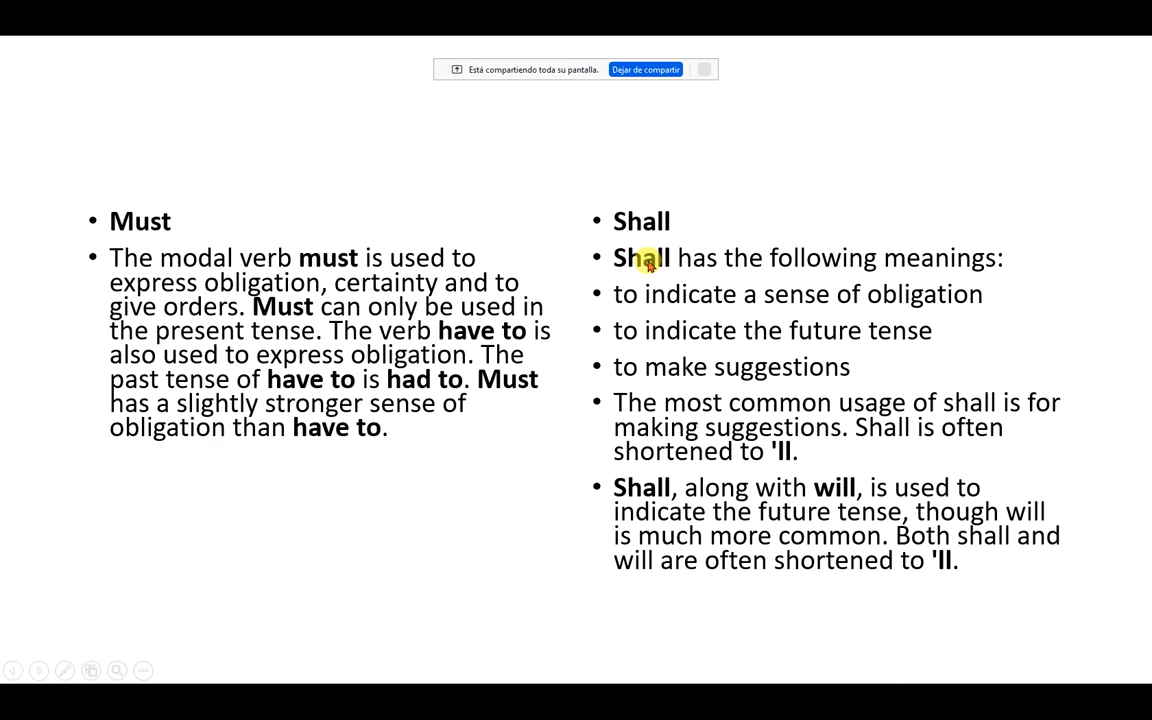 Está compartiendo toda su pantalla. Dejar de compartir
• Must
• The modal verb must is used to
express obligation, certainty and to
give orders. Must can only be used in
the present tense. The verb have to is
also used to express obligation. The
past tense of have to is had to. Must
has a slightly stronger sense of
obligation than have to.
• Shall
• Shall has the following meanings:
• to indicate a sense of obligation
• to indicate the future tense
• to make suggestions
• The most common usage of shall is for
making suggestions. Shall is often
shortened to 'll.
• Shall, along with will, is used to
indicate the future tense, though will
is much more common. Both shall and
will are often shortened to 'll.